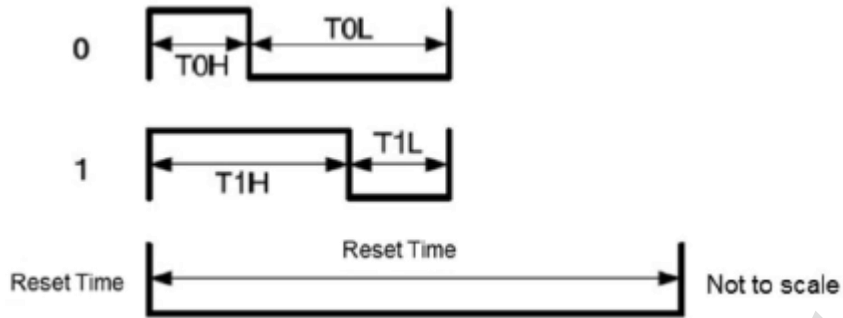 0
T0H
T0L
1
T1H
T1L
Reset Time
Reset Time
Not to scale